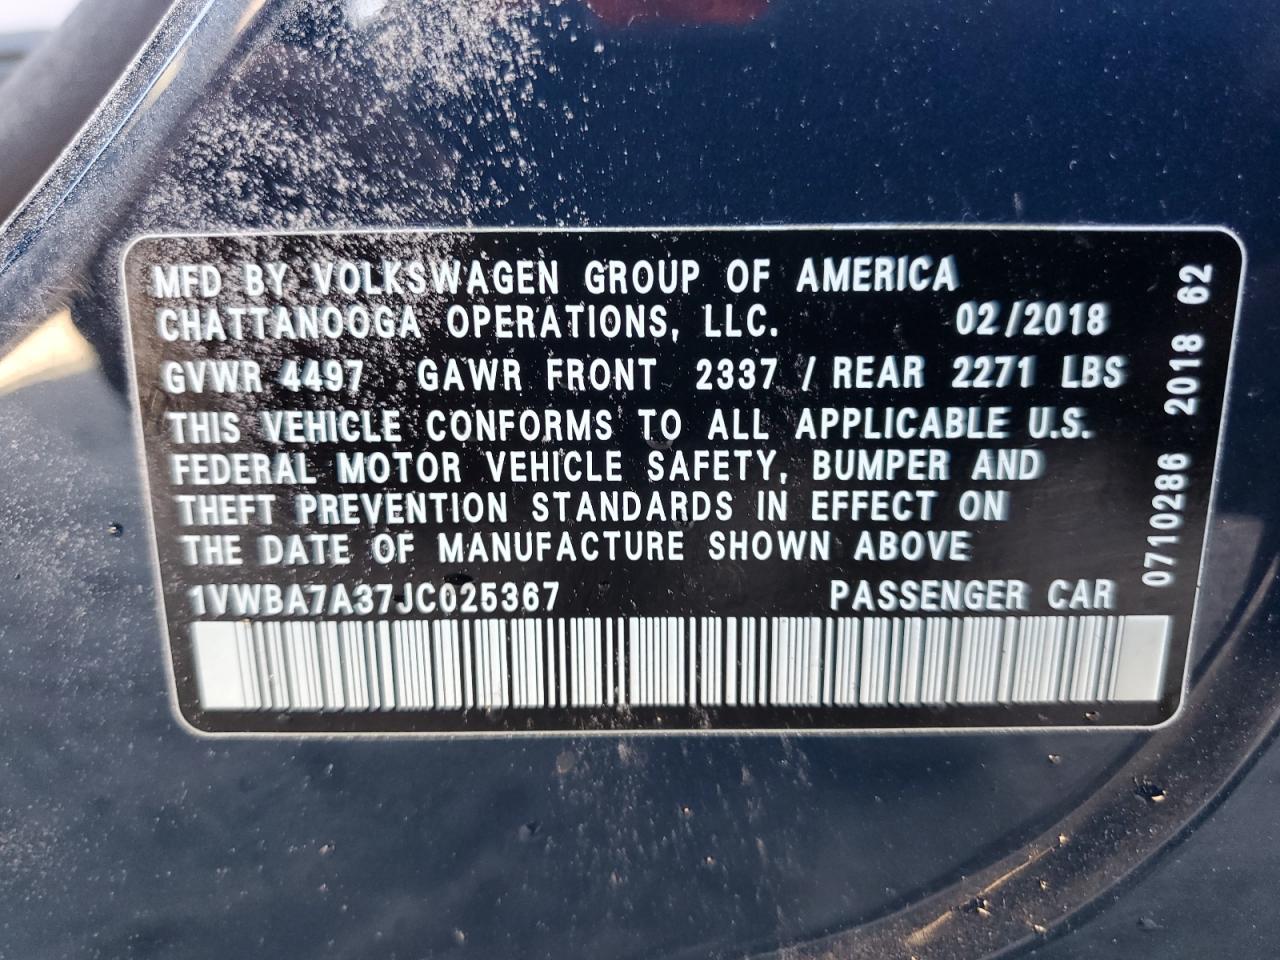 MFD BY VOLKSWAGEN GROUP OF AMERICA
CHATTANOOGA OPERATIONS, LLC. 02/2018
GVWR 4497 GAWR FRONT 2337 / REAR 2271 LBS
THIS VEHICLE CONFORMS TO ALL APPLICABLE U.S.
FEDERAL MOTOR VEHICLE SAFETY, BUMPER AND
THEFT PREVENTION STANDARDS IN EFFECT ON
THE DATE OF MANUFACTURE SHOWN ABOVE
1VWBA7A37JC025367 PASSENGER CAR
0710286 2018 62